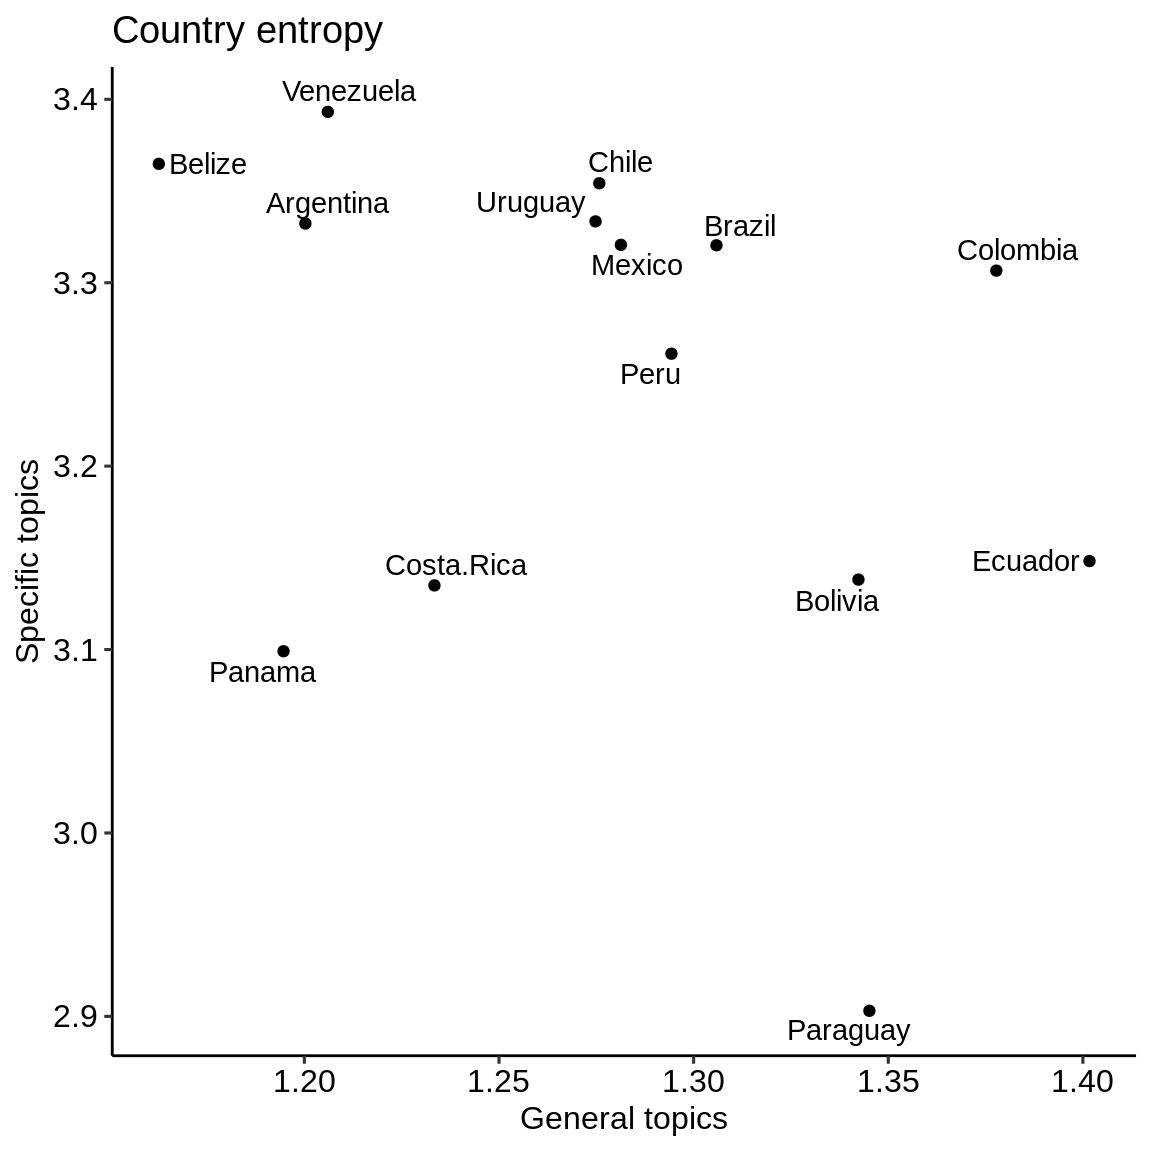 Country entropy
3.4
3.3
3.2
3.1
3.0
2.9
Specific topics
Venezuela
Belize
Chile
Argentina
Uruguay
Brazil
Colombia
Mexico
Peru
Costa.Rica
Ecuador
Bolivia
Panama
Paraguay
1.20
1.25
1.30
1.35
1.40
General topics